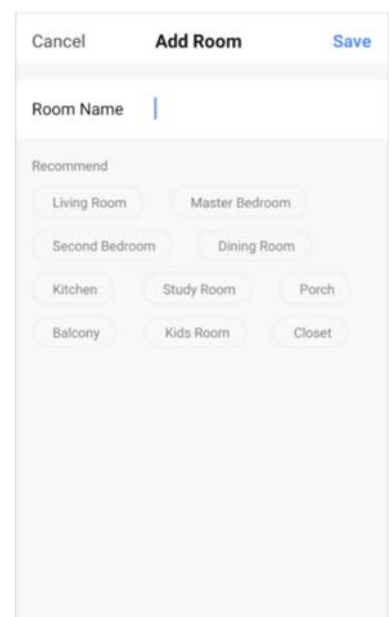 Cancel Add Room Save
Room Name
Recommend
Living Room Master Bedroom
Second Bedroom Dining Room
Kitchen Study Room Porch
Balcony Kids Room Closet